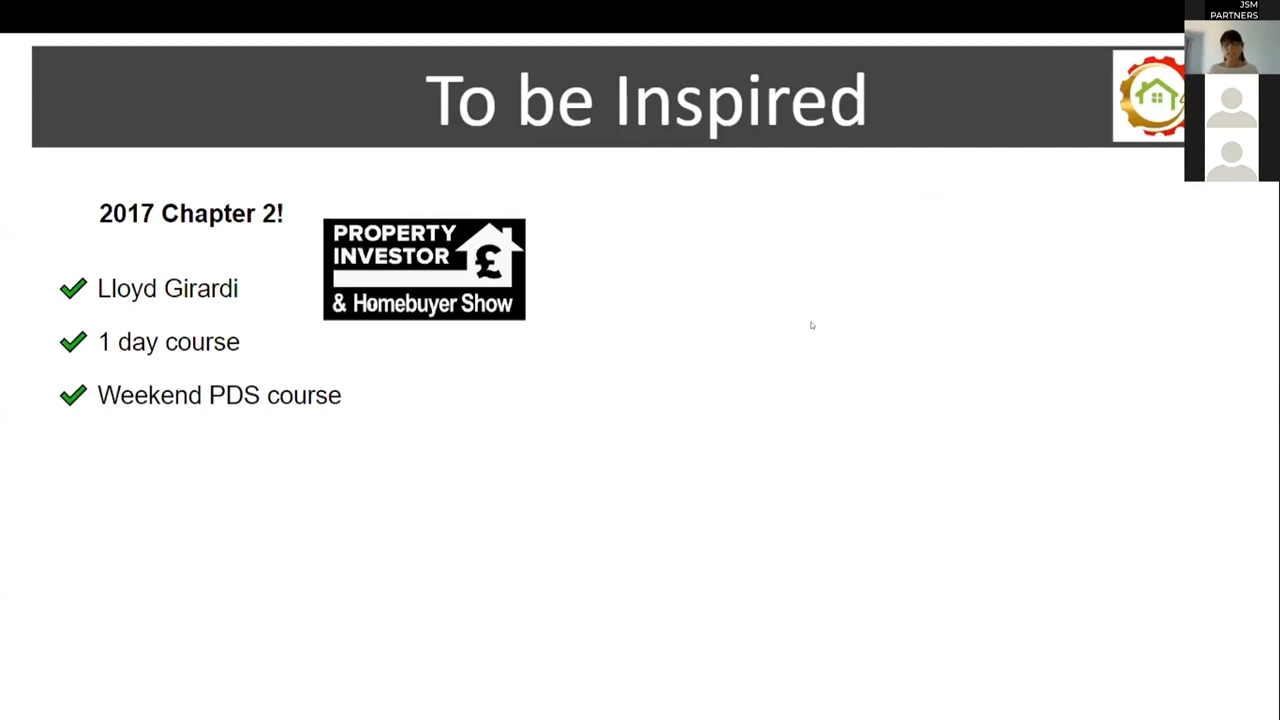 JSM
PARTNERS
To be Inspired
2017 Chapter 2!
PROPERTY
INVESTOR
£
& Homebuyer Show
Lloyd Girardi
1 day course
Weekend PDS course